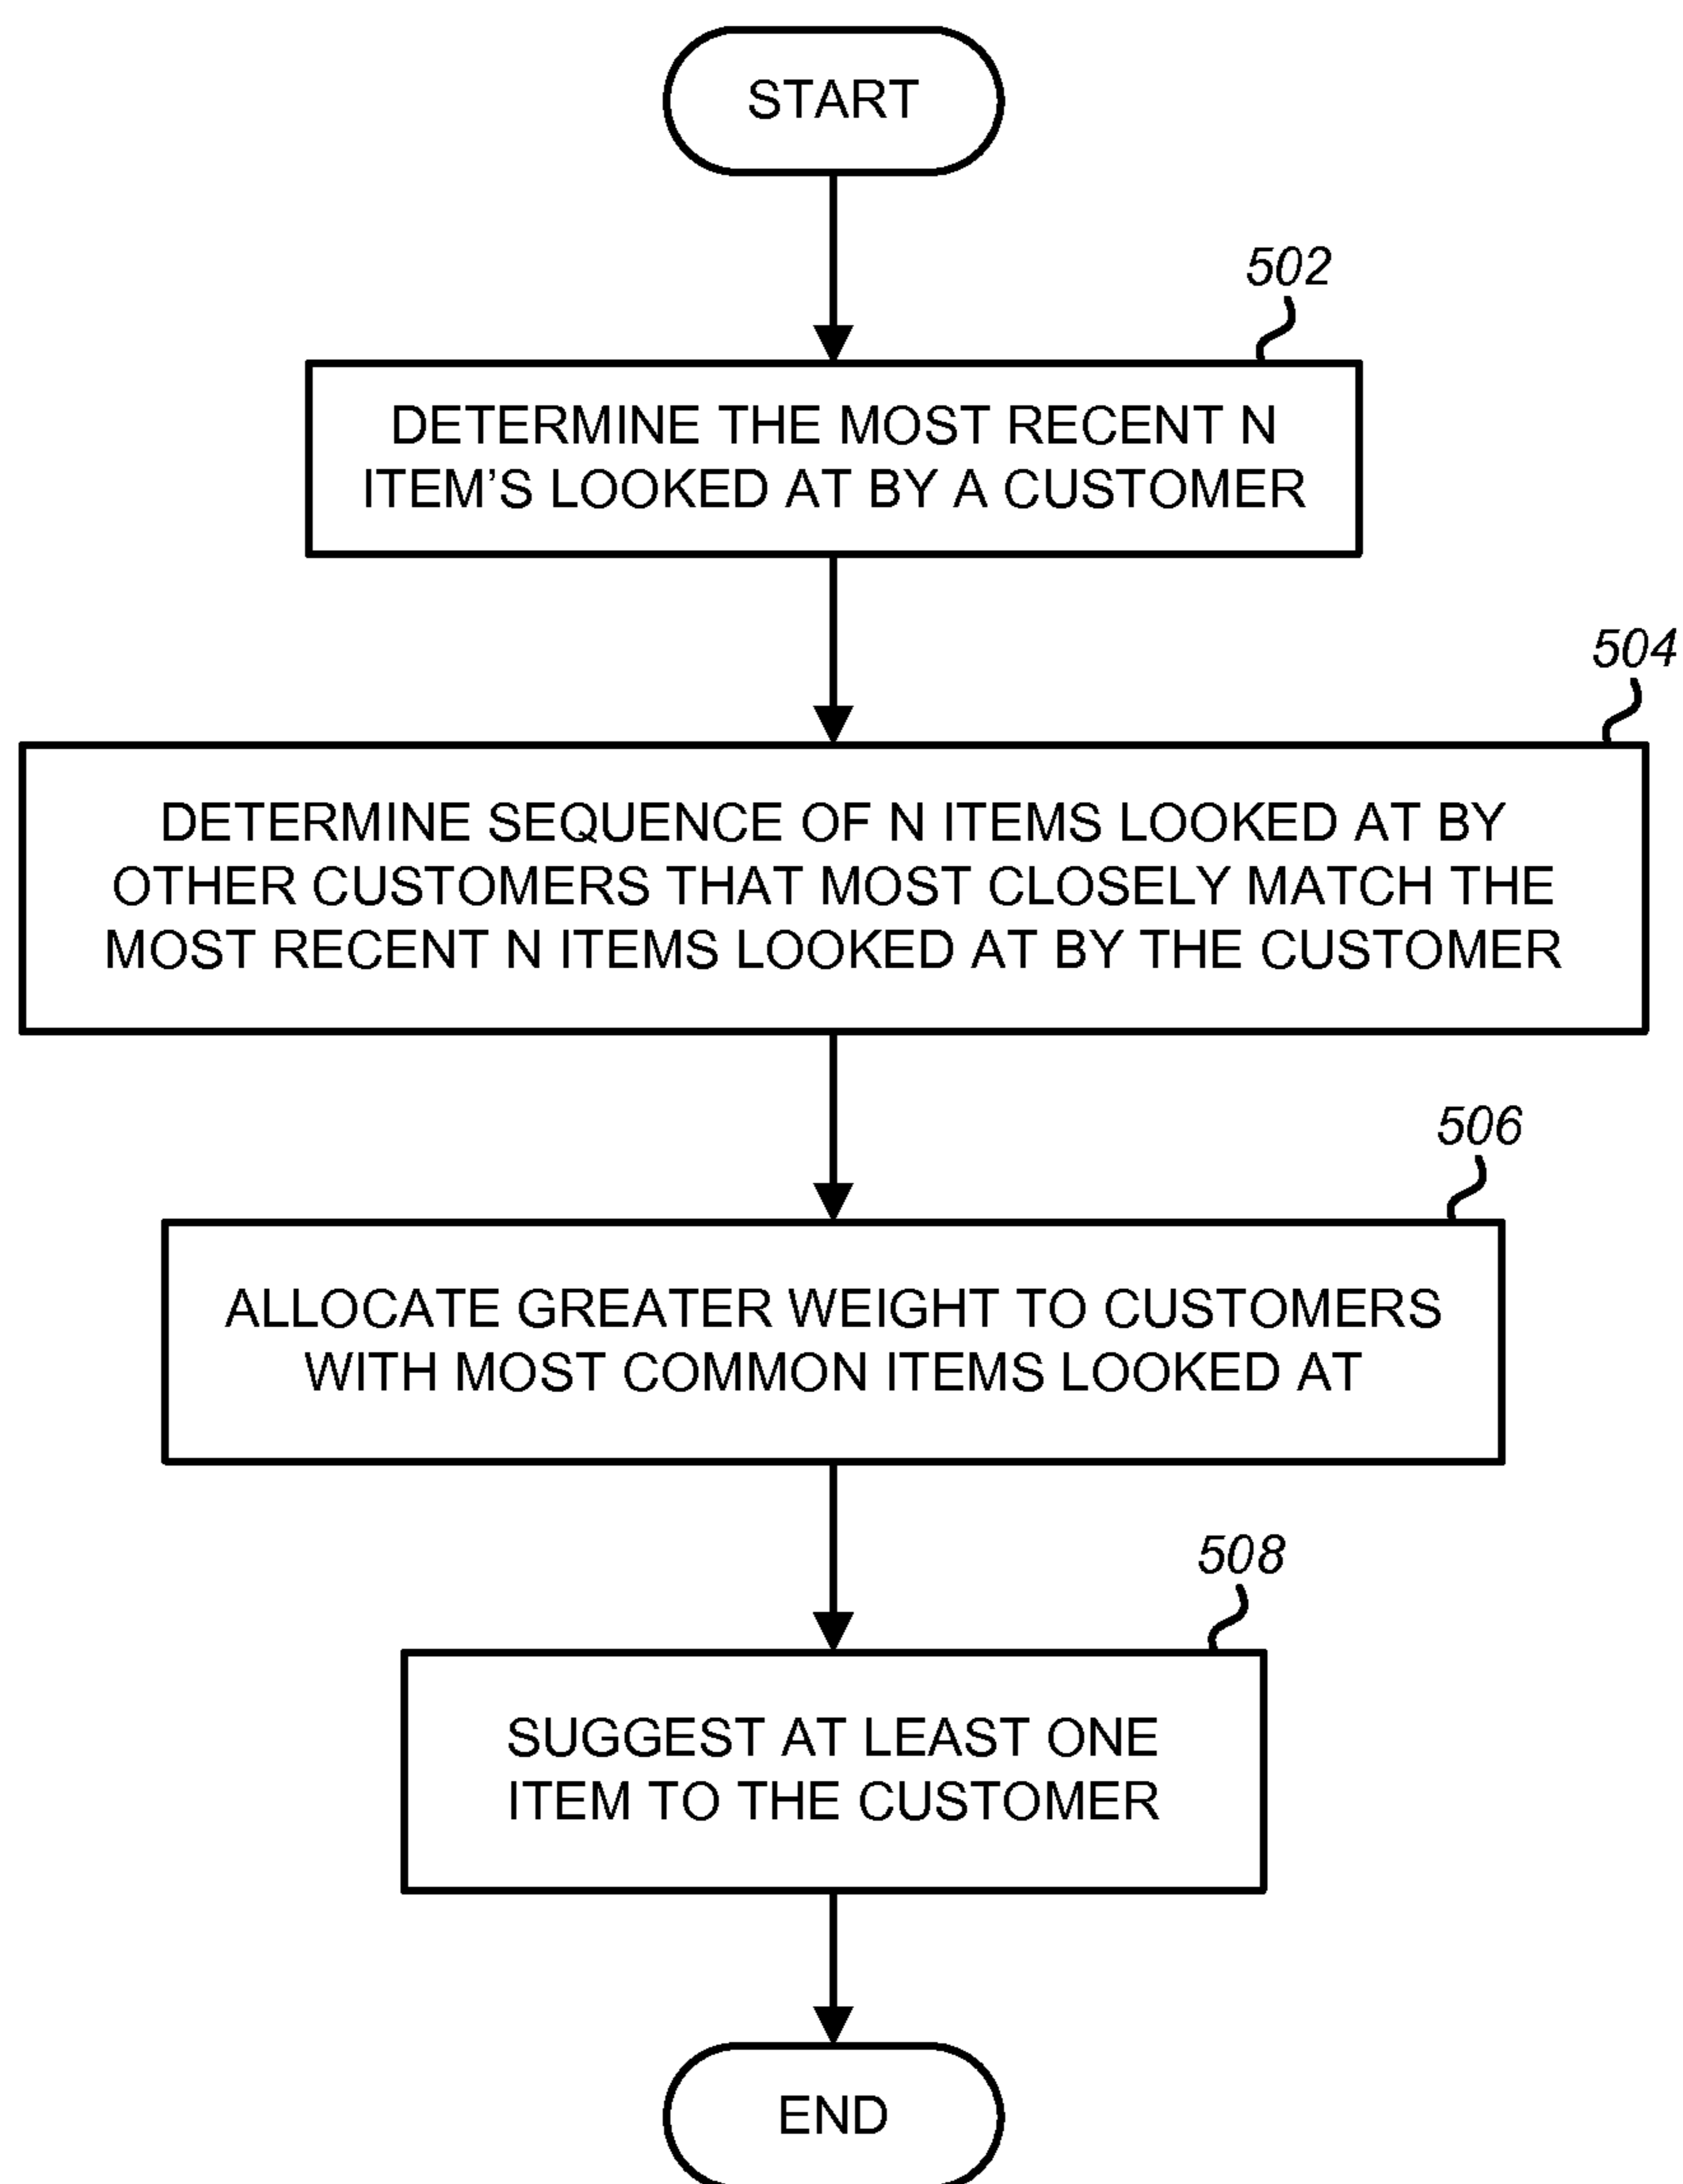 START
502
DETERMINE THE MOST RECENT N
ITEM'S LOOKED AT BY A CUSTOMER
504
DETERMINE SEQUENCE OF N ITEMS LOOKED AT BY
OTHER CUSTOMERS THAT MOST CLOSELY MATCH THE
MOST RECENT N ITEMS LOOKED AT BY THE CUSTOMER
506
ALLOCATE GREATER WEIGHT TO CUSTOMERS
WITH MOST COMMON ITEMS LOOKED AT
508
SUGGEST AT LEAST ONE
ITEM TO THE CUSTOMER
END